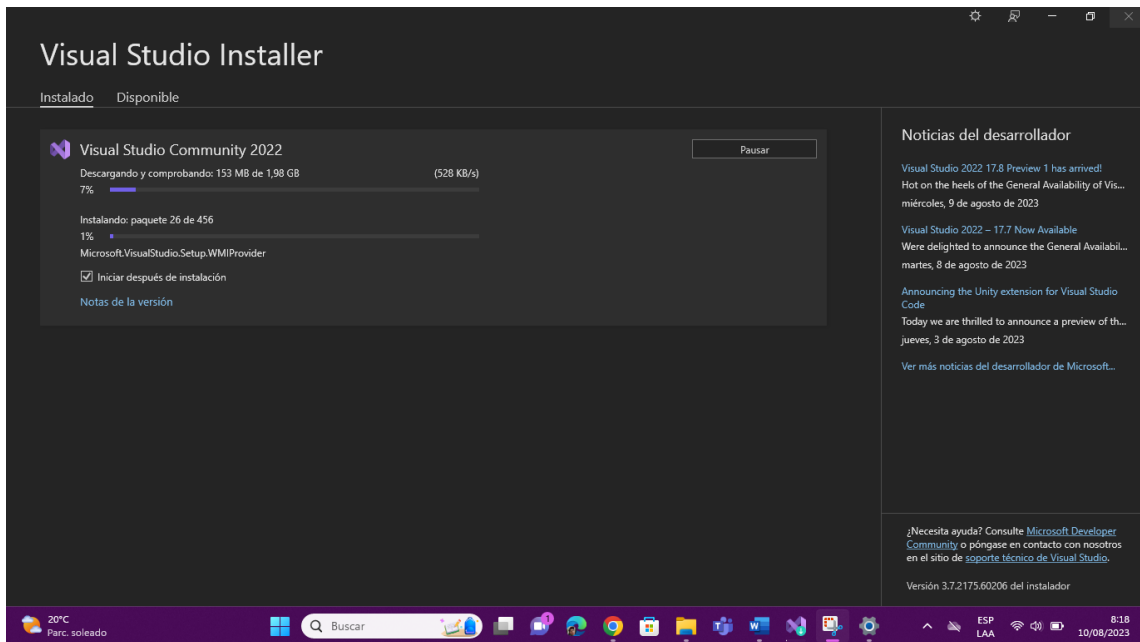 Visual Studio Installer
Instalado Disponible
Visual Studio Community 2022
Pausar
Descargando y comprobando: 153 MB de 1,98 GB (528 KB/s)
7%
Instalando: paquete 26 de 456
1%
Microsoft.VisualStudio.Setup.WMIProvider
Iniciar después de instalación
Notas de la versión
Noticias del desarrollador
Visual Studio 2022 17.8 Preview 1 has arrived!
Hot on the heels of the General Availability of Vis...
miércoles, 9 de agosto de 2023
Visual Studio 2022 – 17.7 Now Available
Were delighted to announce the General Availabil...
martes, 8 de agosto de 2023
Announcing the Unity extension for Visual Studio
Code
Today we are thrilled to announce a preview of th...
jueves, 3 de agosto de 2023
Ver más noticias del desarrollador de Microsoft...
¿Necesita ayuda? Consulte Microsoft Developer
Community o póngase en contacto con nosotros
en el sitio de soporte técnico de Visual Studio.
Versión 3.7.2175.60206 del instalador
20°C
Parc. soleado
Buscar
ESP
LAA
8:18
10/08/2023